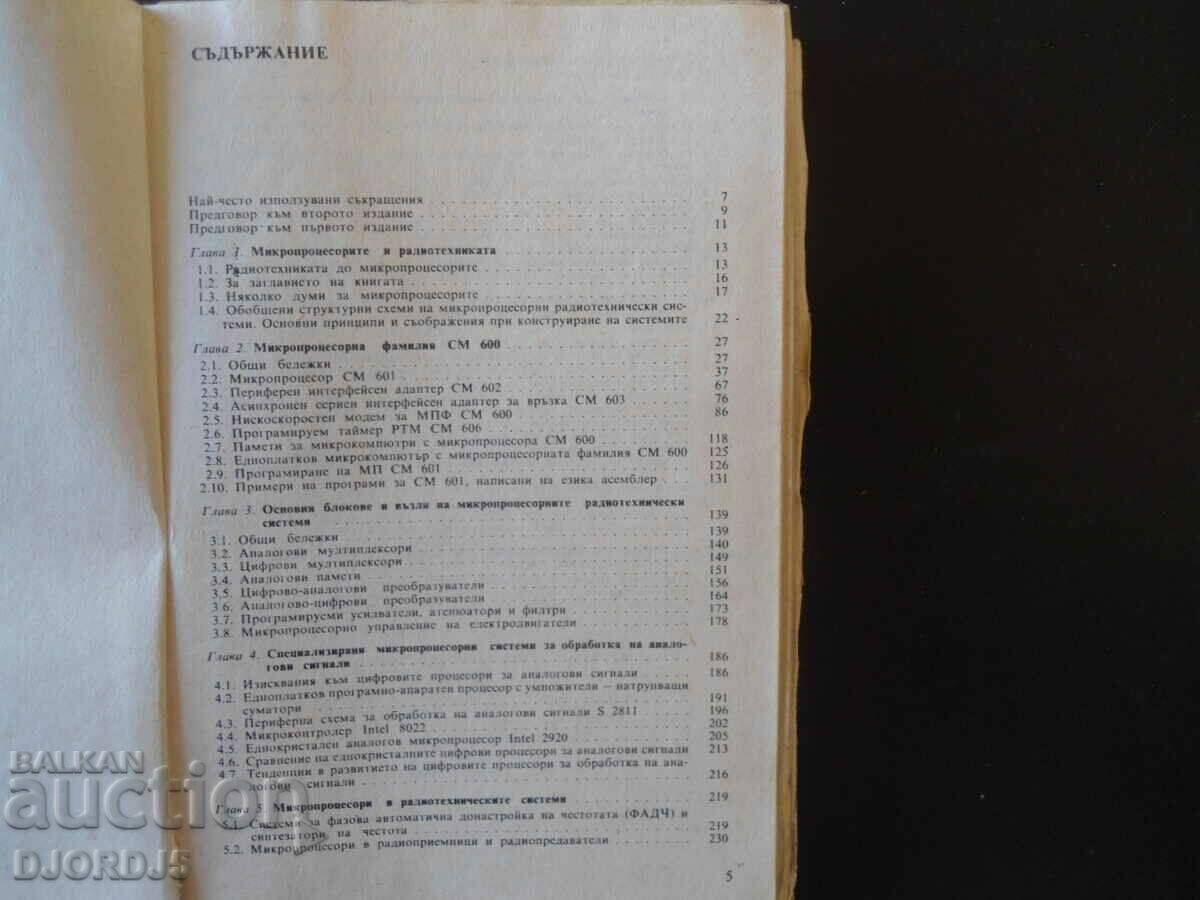 СЪДЪРЖАНИЕ
Най-често използувани съкращения . . . 7
Предговор към второто издание . . . 9
Предговор към първото издание . . . 11
Глава 1. Микропроцесорите и радиотехниката . . . 13
1.1. Радиотехниката до микропроцесорите . . . 13
1.2. За заглавието на книгата . . . 16
1.3. Няколко думи за микропроцесорите . . . 17
1.4. Обобщени структурни схеми на микропроцесорни радиотехнически сис-
теми. Основни принципи и съображения при конструиране на системите 22
Глава 2. Микропроцесорна фамилия СМ 600 . . . 27
2.1. Общи бележки . . . 27
2.2. Микропроцесор СМ 601 . . . 37
2.3. Периферен интерфейсен адаптер СМ 602 . . . 67
2.4. Асинхронен сериен интерфейсен адаптер за връзка СМ 603 . . . 76
2.5. Нискоскоростен модем за МПФ СМ 600 . . . 86
2.6. Програмируем таймер РТМ СМ 606 . . .
2.7. Памети за микрокомпютри с микропроцесора СМ 600 . . . 118
2.8. Едноплатков микрокомпютър с микропроцесорната фамилия СМ 600 125
2.9. Програмиране на МП СМ 601 . . . 126
2.10. Примери на програми за СМ 601, написани на езика асемблер . . . 131
Глава 3. Основни блокове и възли на микропроцесорните радиотехнически
системи . . . 139
3.1. Общи бележки . . . 139
3.2. Аналогови мултиплексори . . . 140
3.3. Цифрови мултиплексори . . . 149
3.4. Аналогови памети . . . 151
3.5. Цифрово-аналогови преобразуватели . . . 156
3.6. Аналогово-цифрови преобразуватели . . . 164
3.7. Програмируеми усилватели, атенюатори и филтри . . . 173
3.8. Микропроцесорно управление на електродвигатели . . . 178
Глава 4. Специализирани микропроцесорни системи за обработка на анало-
гови сигнали . . . 186
4.1. Изисквания към цифровите процесори за аналогови сигнали . . . 186
4.2. Едноплатков програмно-апаратен процесор с умножители — натрупващи
суматори . . . 191
4.3. Периферна схема за обработка на аналогови сигнали S 2811 . . . 196
4.4. Микроконтролер Intel 8022 . . . 202
4.5. Еднокристален аналогов микропроцесор Intel 2920 . . . 205
4.6. Сравнение на еднокристалните цифрови процесори за аналогови сигнали 213
4.7. Тенденции в развитието на цифровите процесори за обработка на ана-
логови сигнали . . . 216
Глава 5. Микропроцесори в радиотехническите системи . . . 219
5.1. Система за фазова автоматична донастройка на честотата (ФАДЧ) и
синтезатори на честота . . . 219
5.2. Микропроцесори в радиоприемници и радиопредаватели . . . 230
5
BALKAN
auction
DJORDJ5